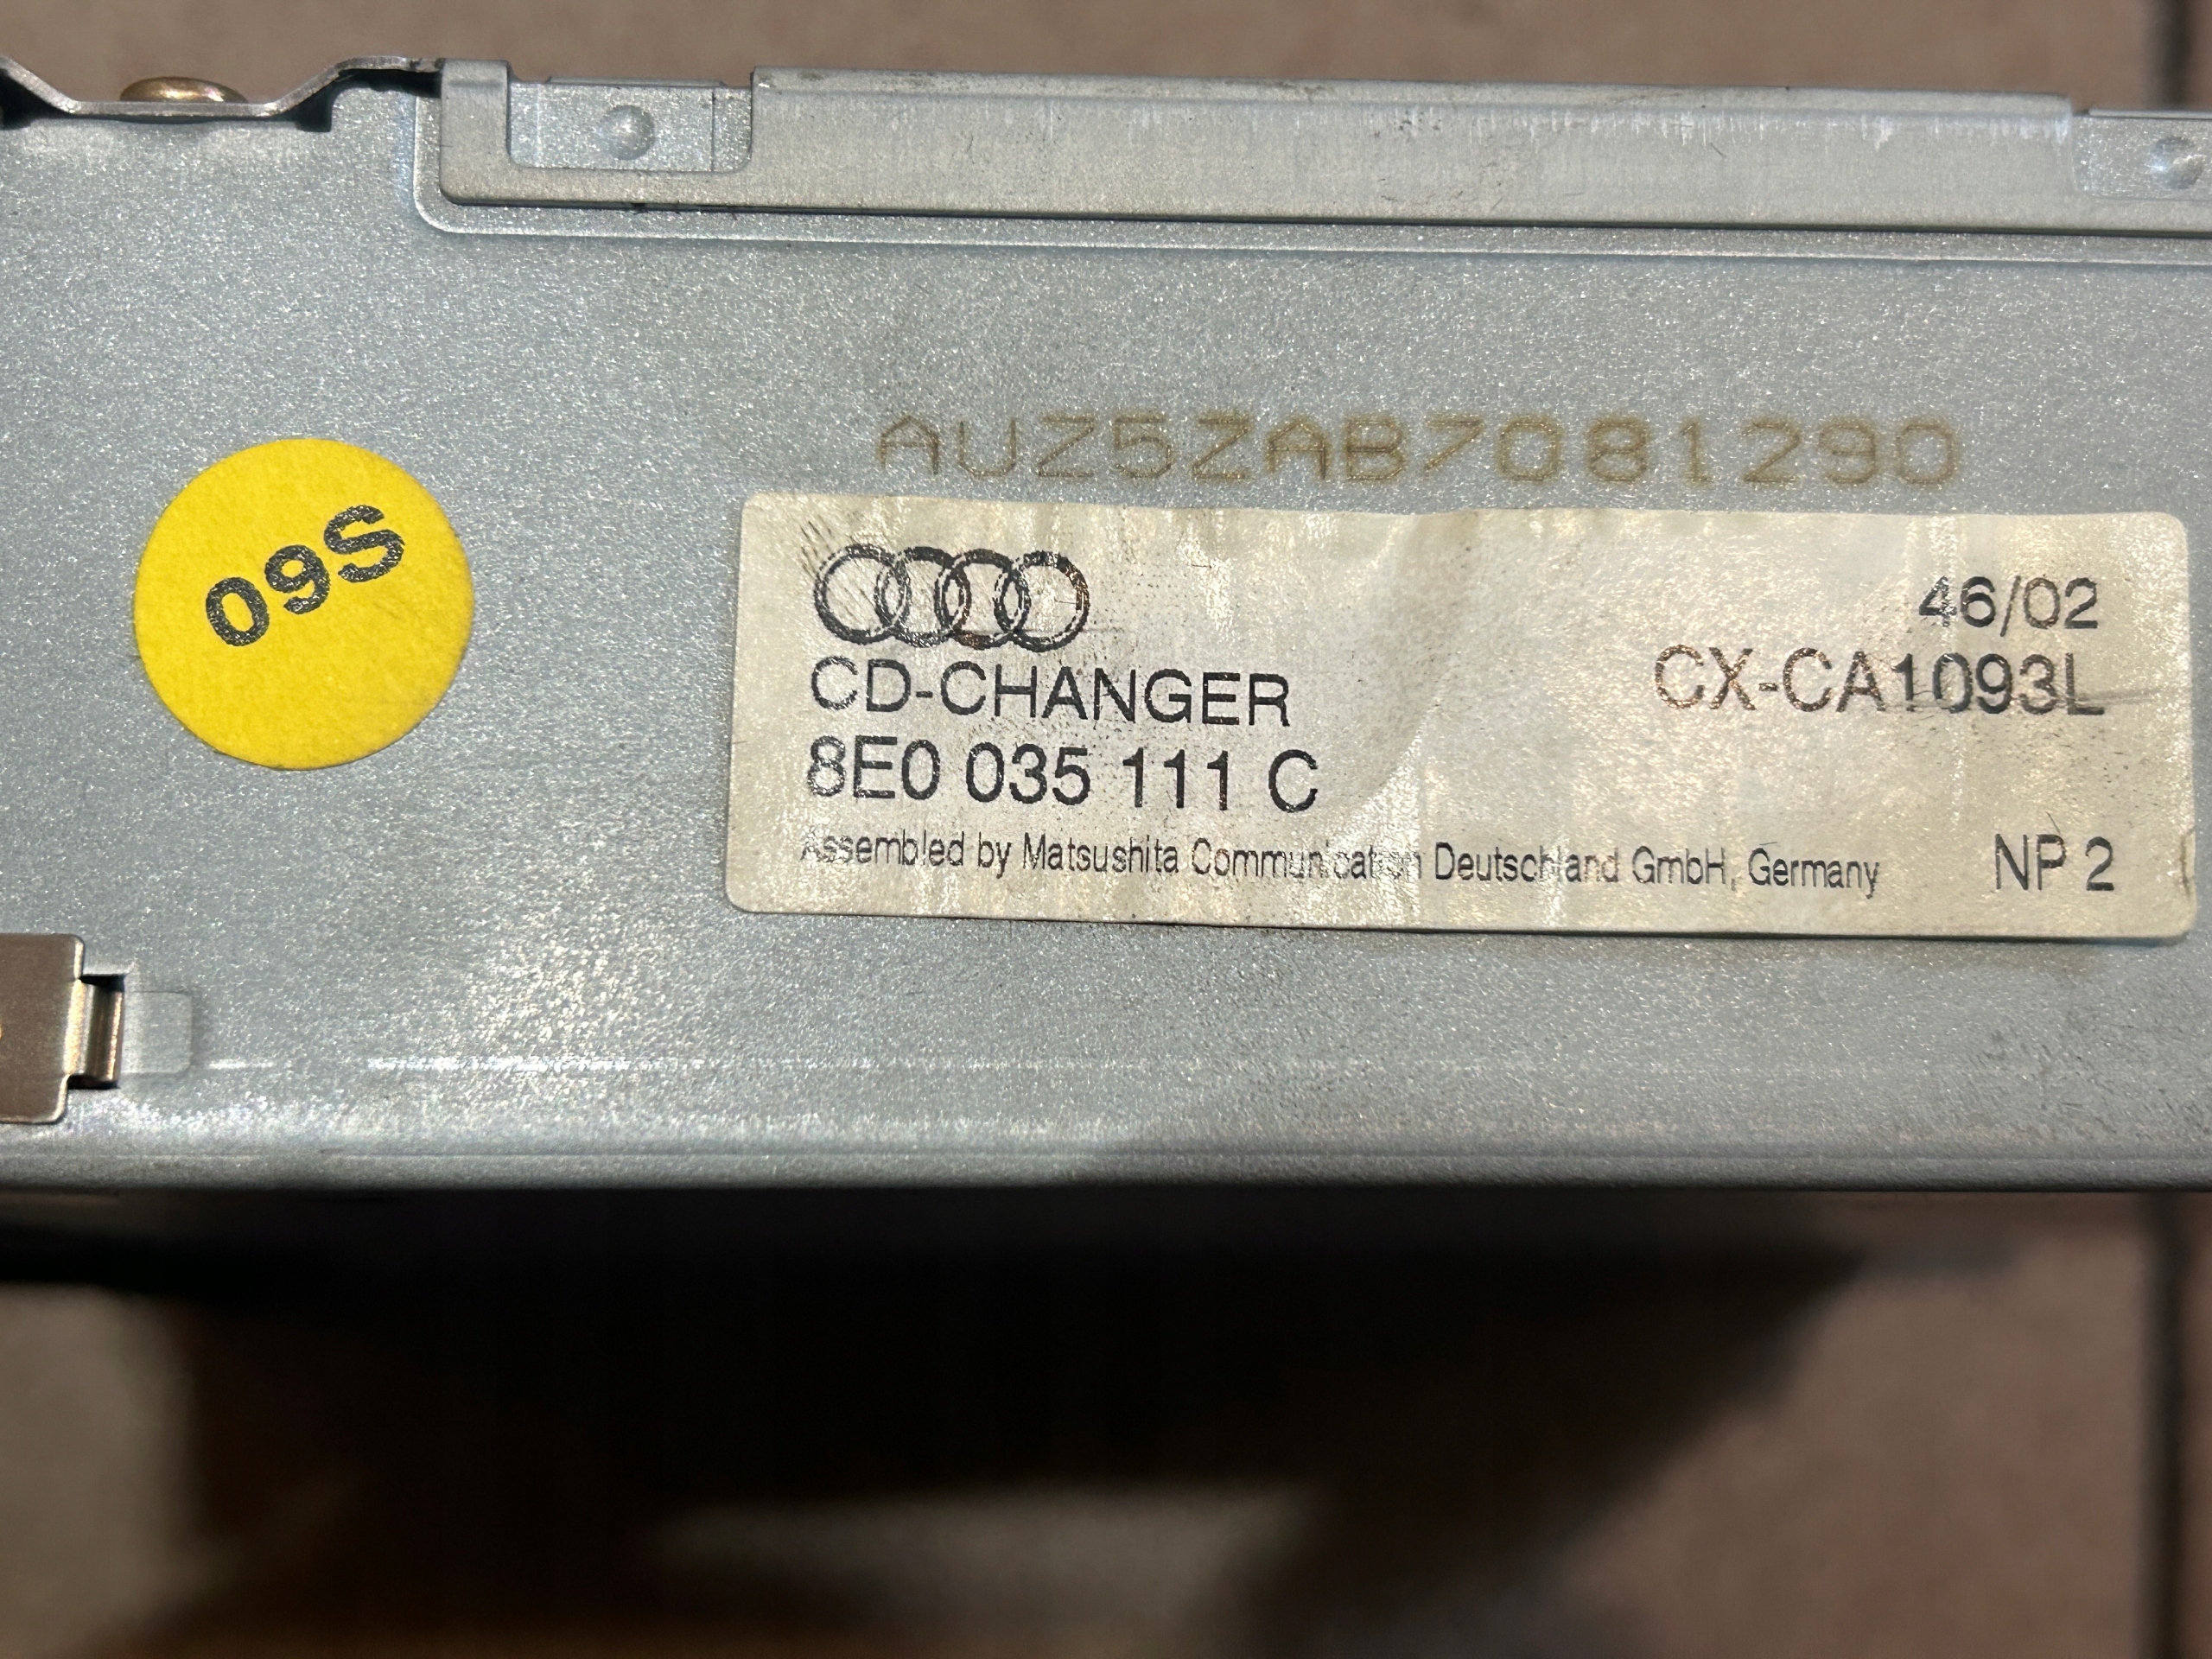 AUZ5ZAB7081290
09S
46/02
CD-CHANGER CX-CA1093L
8E0 035 111 C
Assembled by Matsushita Communication Deutschland GmbH, Germany NP 2